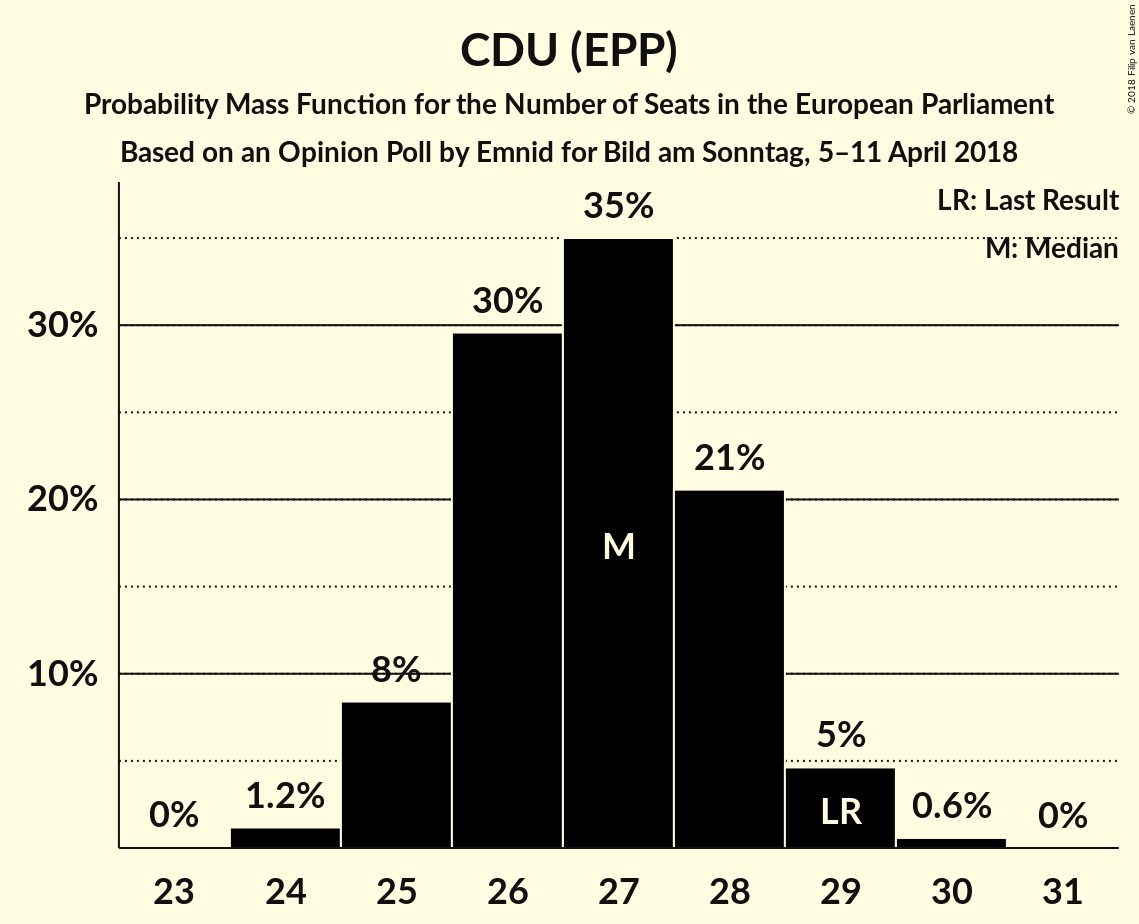 CDU (EPP)
Probability Mass Function for the Number of Seats in the European Parliament
Based on an Opinion Poll by Emnid for Bild am Sonntag, 5–11 April 2018
© 2018 Filip van Laenen
LR: Last Result
M: Median
35%
30%
30%
21%
20%
M
10%
8%
5%
1.2%
0%
LR
0.6%
0%
23 24 25 26 27 28 29 30 31